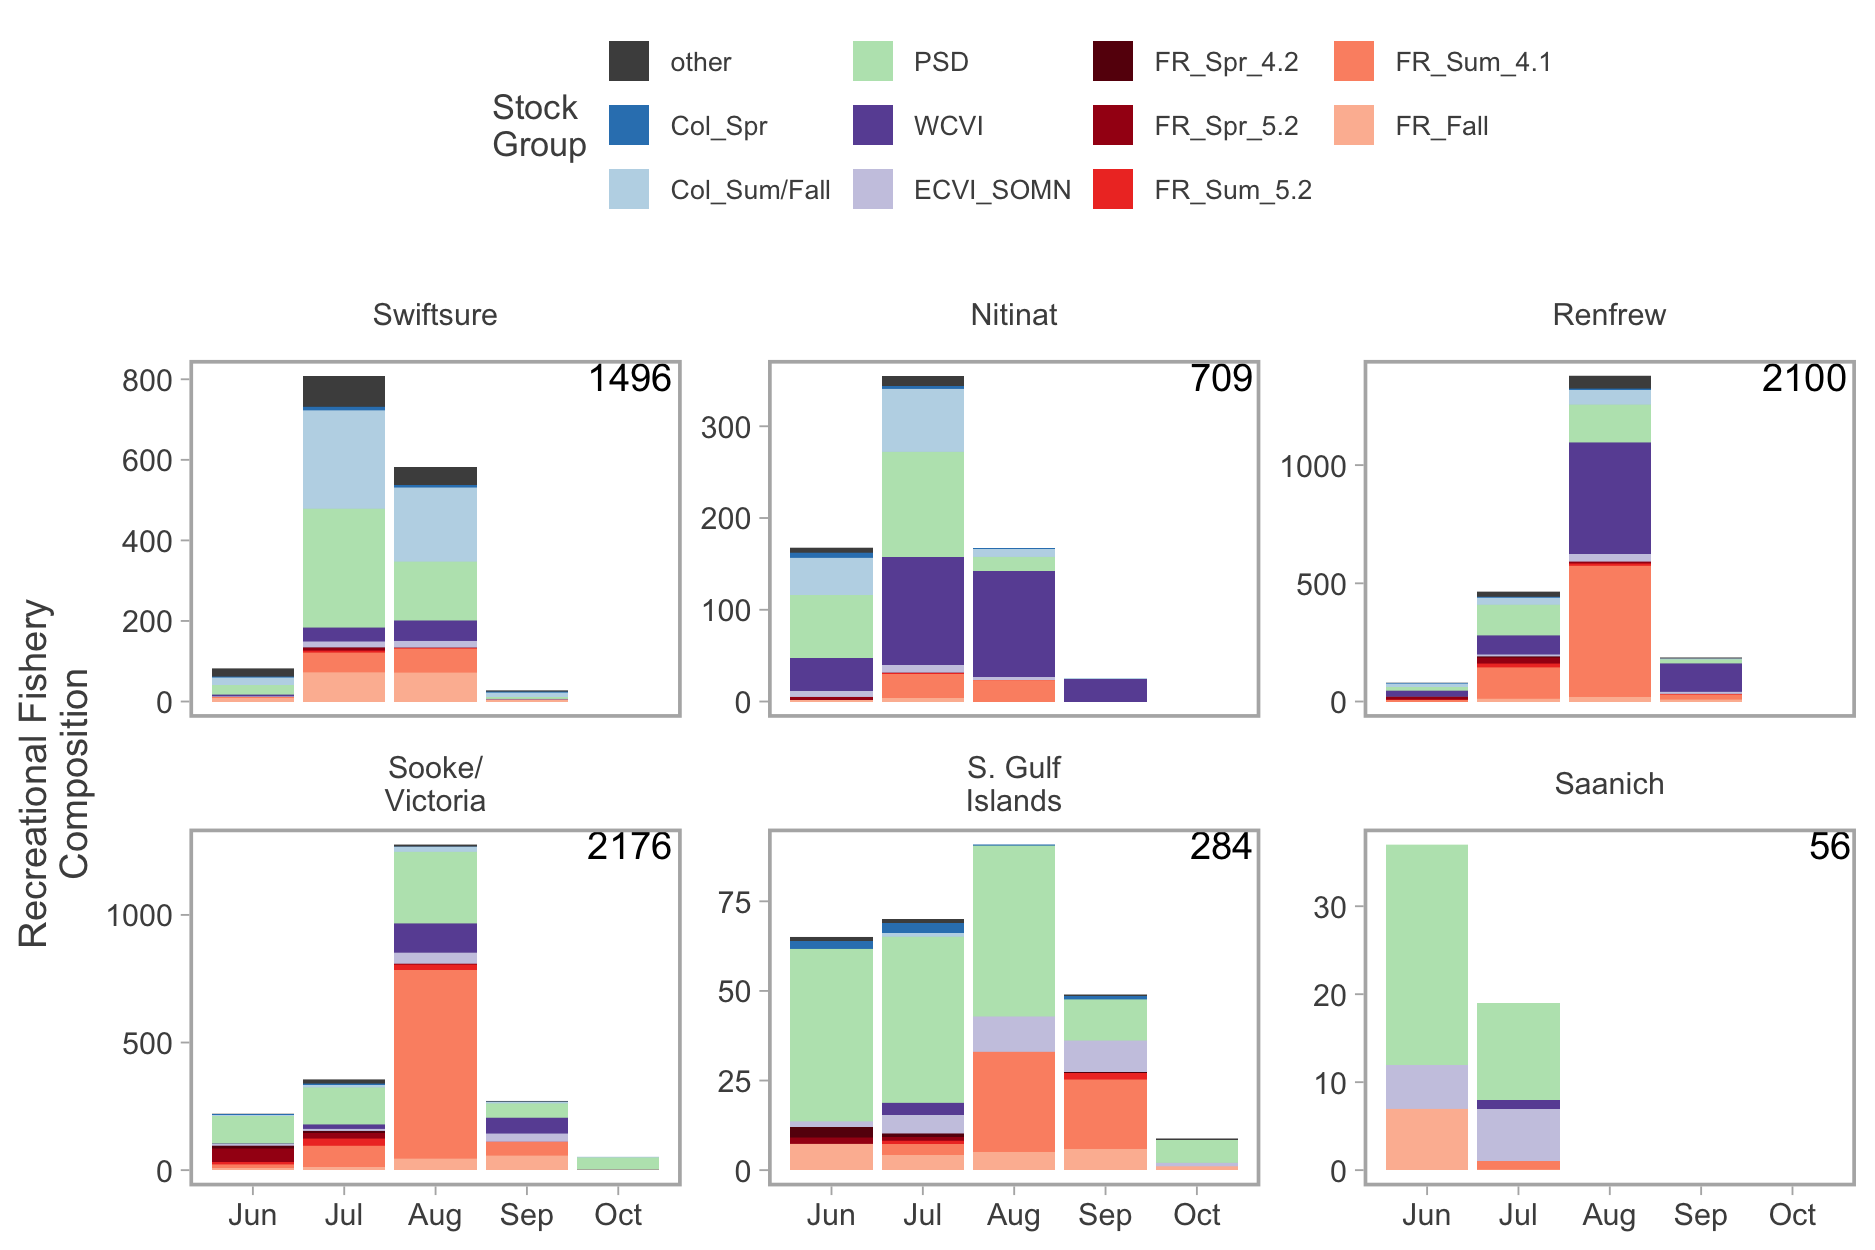 Stock
Group
other
PSD
FR_Spr_4.2
FR_Sum_4.1
Col_Spr
WCVI
FR_Spr_5.2
FR_Fall
Col_Sum/Fall
ECVI_SOMN
FR_Sum_5.2
Recreational Fishery
Composition
Swiftsure
1496
800
600
400
200
0
Nitinat
709
300
200
100
0
Renfrew
2100
1000
500
0
Sooke/
Victoria
2176
1000
500
0
Jun Jul Aug Sep Oct
S. Gulf
Islands
284
75
50
25
0
Jun Jul Aug Sep Oct
Saanich
56
30
20
10
0
Jun Jul Aug Sep Oct